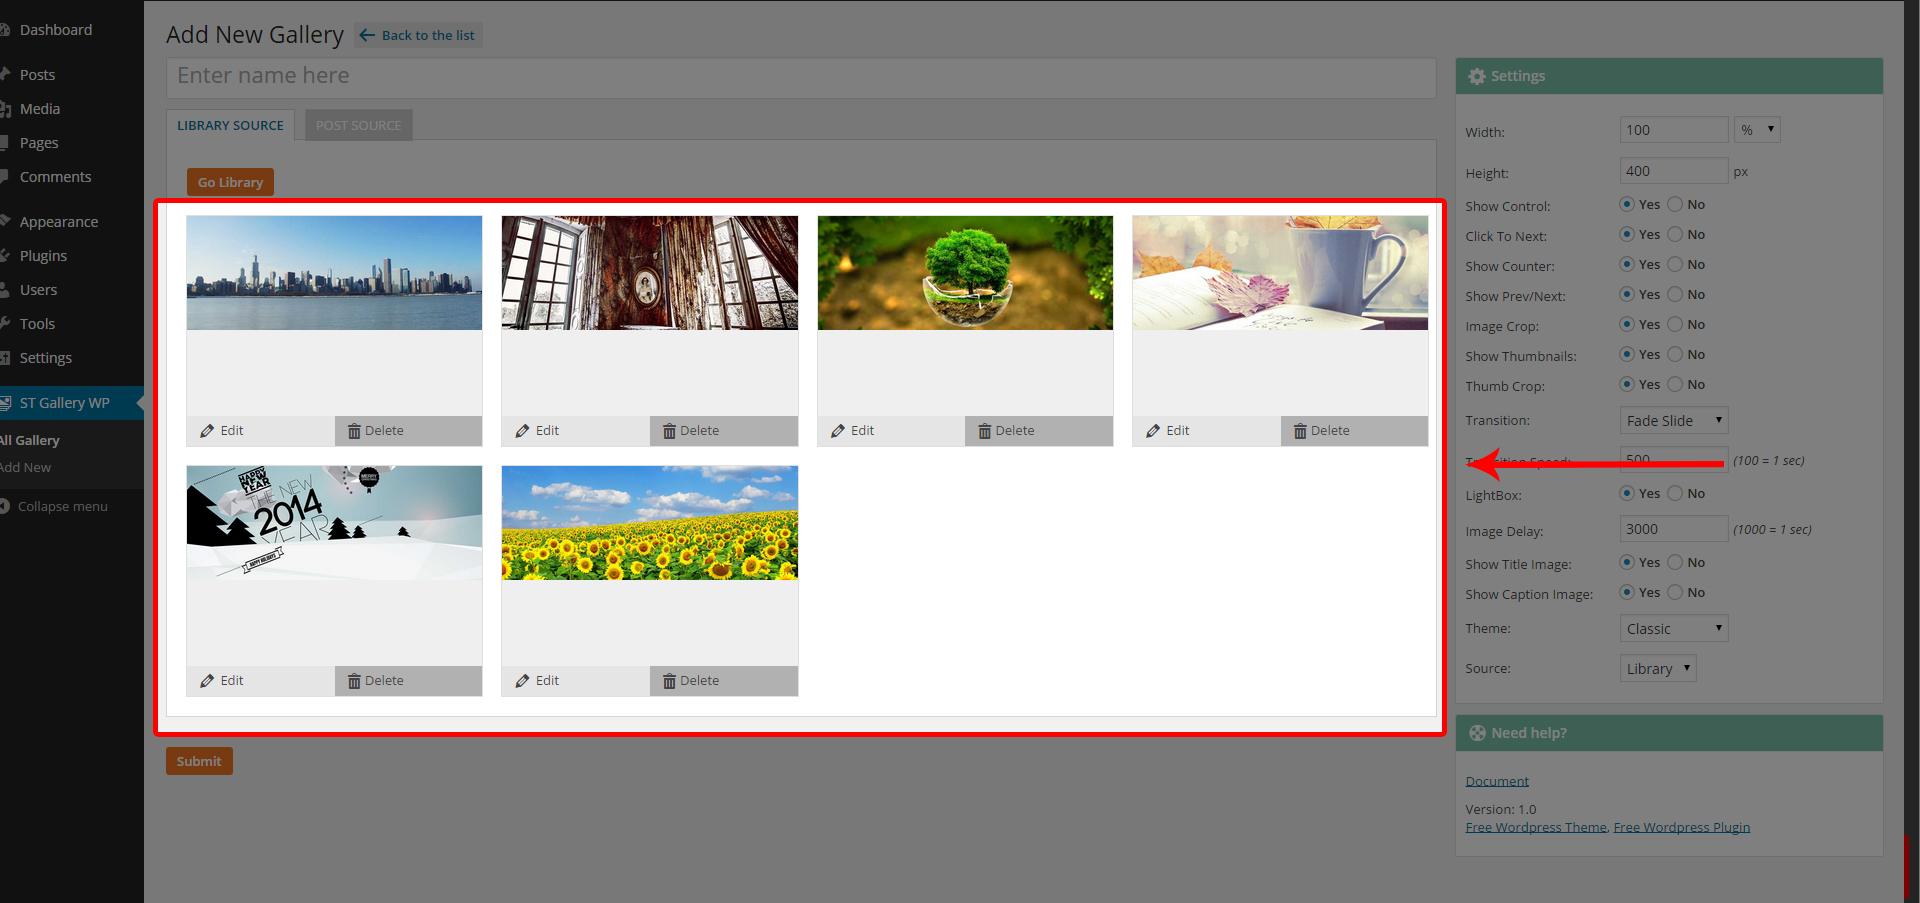 Dashboard
Posts
Media
Pages
Comments
Appearance
Plugins
Users
Tools
Settings
ST Gallery WP
All Gallery
Add New
Collapse menu
Add New Gallery
Back to the list
Enter name here
LIBRARY SOURCE
POST SOURCE
Go Library
Edit Delete
Edit Delete
Edit Delete
Edit Delete
HAPPY NEW YEAR
MERRY CHRISTMAS
THE NEW
2014
YEAR
HAPPY HOLIDAYS
Edit Delete
Edit Delete
Submit
Settings
Width: 100 %
Height: 400 px
Show Control: Yes No
Click To Next: Yes No
Show Counter: Yes No
Show Prev/Next: Yes No
Image Crop: Yes No
Show Thumbnails: Yes No
Thumb Crop: Yes No
Transition: Fade Slide
Transition Speed: 500 (100 = 1 sec)
LightBox: Yes No
Image Delay: 3000 (1000 = 1 sec)
Show Title Image: Yes No
Show Caption Image: Yes No
Theme: Classic
Source: Library
Need help?
Document
Version: 1.0
Free Wordpress Theme, Free Wordpress Plugin